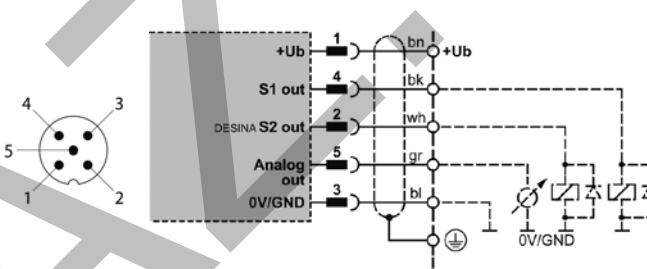 1 bn
+Ub +Ub
4 bk
S1 out
4 3
2 wh
DESINA S2 out
5
5 gr
Analog
out
1 2
3 bl
0V/GND
0V/GND